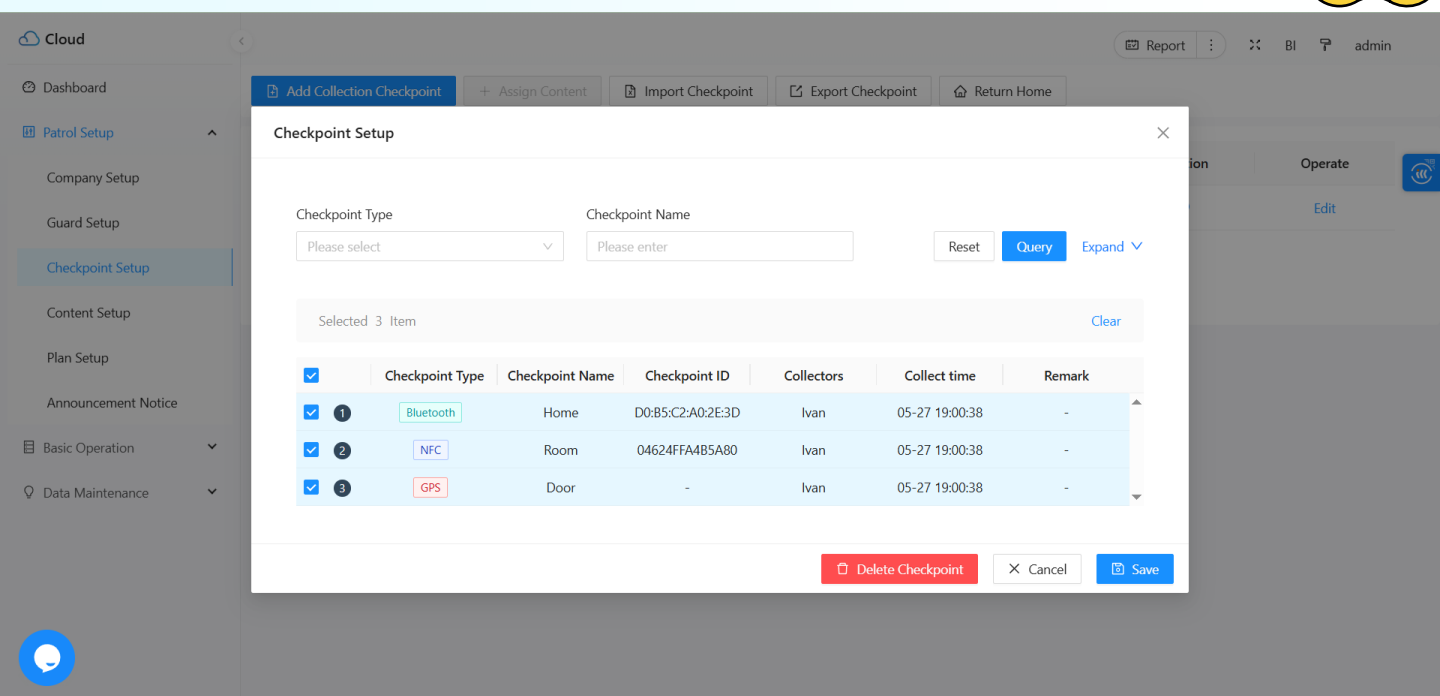 Cloud
Report
BI
admin
Dashboard
Add Collection Checkpoint
Assign Content
Import Checkpoint
Export Checkpoint
Return Home
Patrol Setup
Company Setup
Guard Setup
Checkpoint Setup
Content Setup
Plan Setup
Announcement Notice
Basic Operation
Data Maintenance
Checkpoint Setup
Operate
Edit
Checkpoint Type
Checkpoint Name
Please select
Please enter
Reset
Query
Expand
Selected 3 Item
Clear
Checkpoint Type Checkpoint Name Checkpoint ID Collectors Collect time Remark
1 Bluetooth Home D0:B5:C2:A0:2E:3D Ivan 05-27 19:00:38 -
2 NFC Room 04624FFA4B5A80 Ivan 05-27 19:00:38 -
3 GPS Door - Ivan 05-27 19:00:38 -
Delete Checkpoint
Cancel
Save